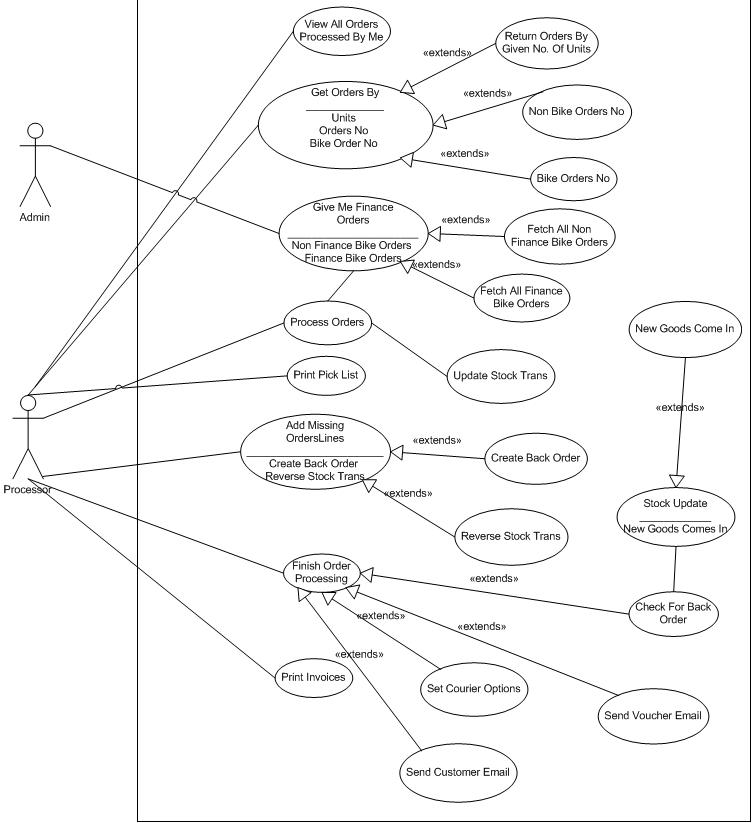 View All Orders
Processed By Me
«extends»
Return Orders By
Given No. Of Units
Get Orders By
Units
Orders No
Bike Order No
Non Bike Orders No
«extends»
«extends»
Bike Orders No
Admin
Give Me Finance
Orders
Non Finance Bike Orders
Finance Bike Orders
«extends»
Fetch All Non
Finance Bike Orders
«extends»
Fetch All Finance
Bike Orders
Process Orders
New Goods Come In
Print Pick List
Update Stock Trans
«extends»
Add Missing
OrdersLines
Create Back Order
Reverse Stock Trans
«extends»
Create Back Order
Processor
«extends»
Reverse Stock Trans
Stock Update
New Goods Comes In
Finish Order
Processing
«extends»
Check For Back
Order
«extends»
«extends»
«extends»
Print Invoices
Set Courier Options
Send Voucher Email
Send Customer Email